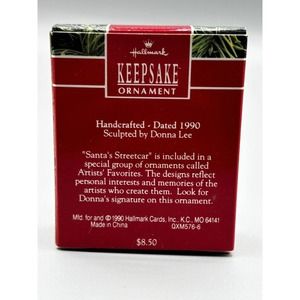 Hallmark
KEEPSAKE
ORNAMENT
Handcrafted - Dated 1990
Sculpted by Donna Lee
"Santa's Streetcar" is included in a
special group of ornaments called
Artists' Favorites. The designs reflect
personal interests and memories of the
artists who create them. Look for
Donna's signature on this ornament.
Mfd. for and © 1990 Hallmark Cards, Inc., K.C., MO 64141
Made in China QXM576-6
$8.50